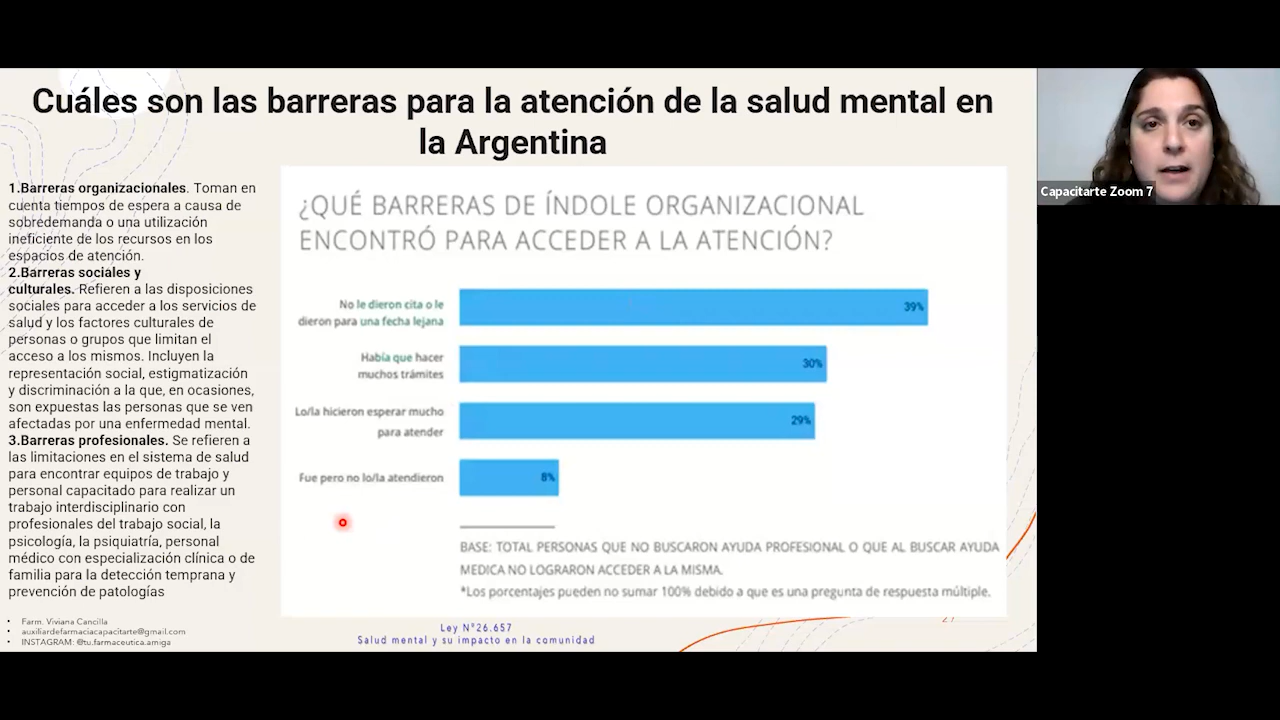 Cuáles son las barreras para la atención de la salud mental en
la Argentina
1.Barreras organizacionales. Toman en
cuenta tiempos de espera a causa de
sobredemanda o una utilización
ineficiente de los recursos en los
espacios de atención.
2.Barreras sociales y
culturales. Refieren a las disposiciones
sociales para acceder a los servicios de
salud y los factores culturales de
personas o grupos que limitan el
acceso a los mismos. Incluyen la
representación social, estigmatización
y discriminación a la que, en ocasiones,
son expuestas las personas que se ven
afectadas por una enfermedad mental.
3.Barreras profesionales. Se refieren a
las limitaciones en el sistema de salud
para encontrar equipos de trabajo y
personal capacitado para realizar un
trabajo interdisciplinario con
profesionales del trabajo social, la
psicología, la psiquiatría, personal
médico con especialización clínica o de
familia para la detección temprana y
prevención de patologías
¿QUÉ BARRERAS DE ÍNDOLE ORGANIZACIONAL
ENCONTRÓ PARA ACCEDER A LA ATENCIÓN?
No le dieron cita o le
dieron para una fecha lejana
39%
Había que hacer
muchos trámites
30%
Lo/la hicieron esperar mucho
para atender
29%
Fue pero no lo/la atendieron
8%
BASE: TOTAL PERSONAS QUE NO BUSCARON AYUDA PROFESIONAL O QUE AL BUSCAR AYUDA
MEDICA NO LOGRARON ACCEDER A LA MISMA.
*Los porcentajes pueden no sumar 100% debido a que es una pregunta de respuesta múltiple.
• Farm. Viviana Cancilla
• auxiliardefarmaciacapacitarte@gmail.com
• INSTAGRAM: @tu.farmaceutica.amiga
Ley N°26.657
Salud mental y su impacto en la comunidad
Capacitarte Zoom 7